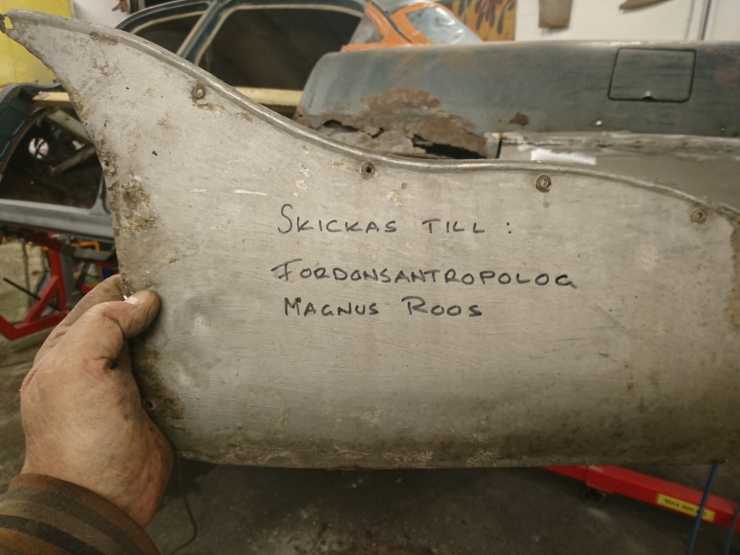 SKICKAS TILL :
FORDONSANTROPOLOG
MAGNUS ROOS